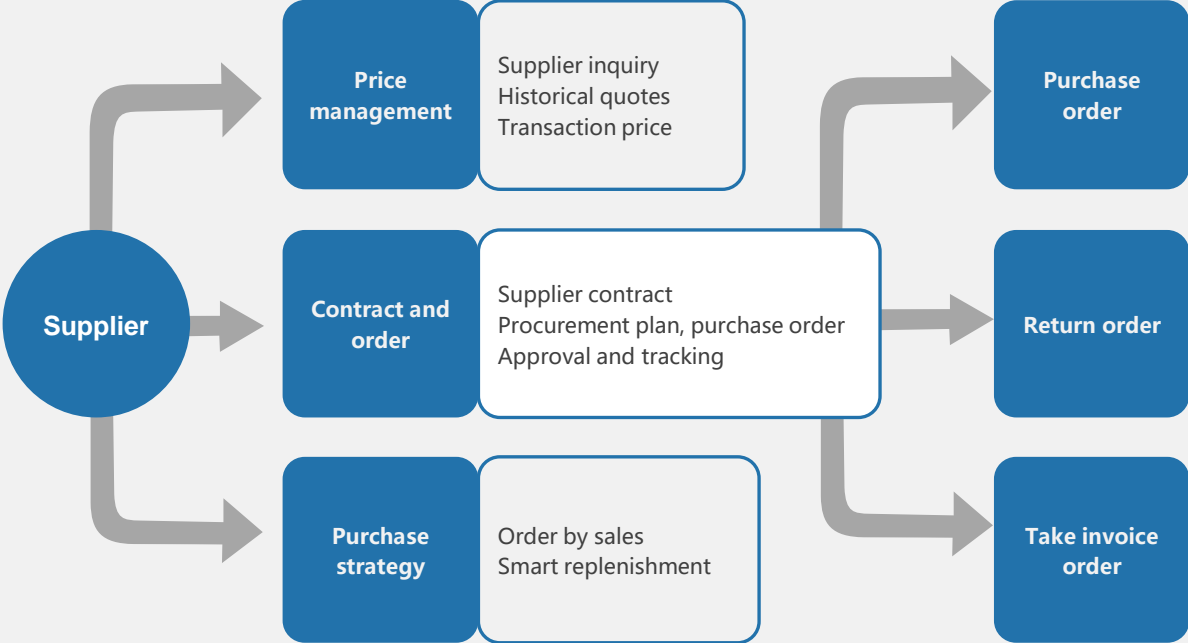 Supplier
Price
management
Supplier inquiry
Historical quotes
Transaction price
Contract and
order
Supplier contract
Procurement plan, purchase order
Approval and tracking
Purchase
strategy
Order by sales
Smart replenishment
Purchase
order
Return order
Take invoice
order